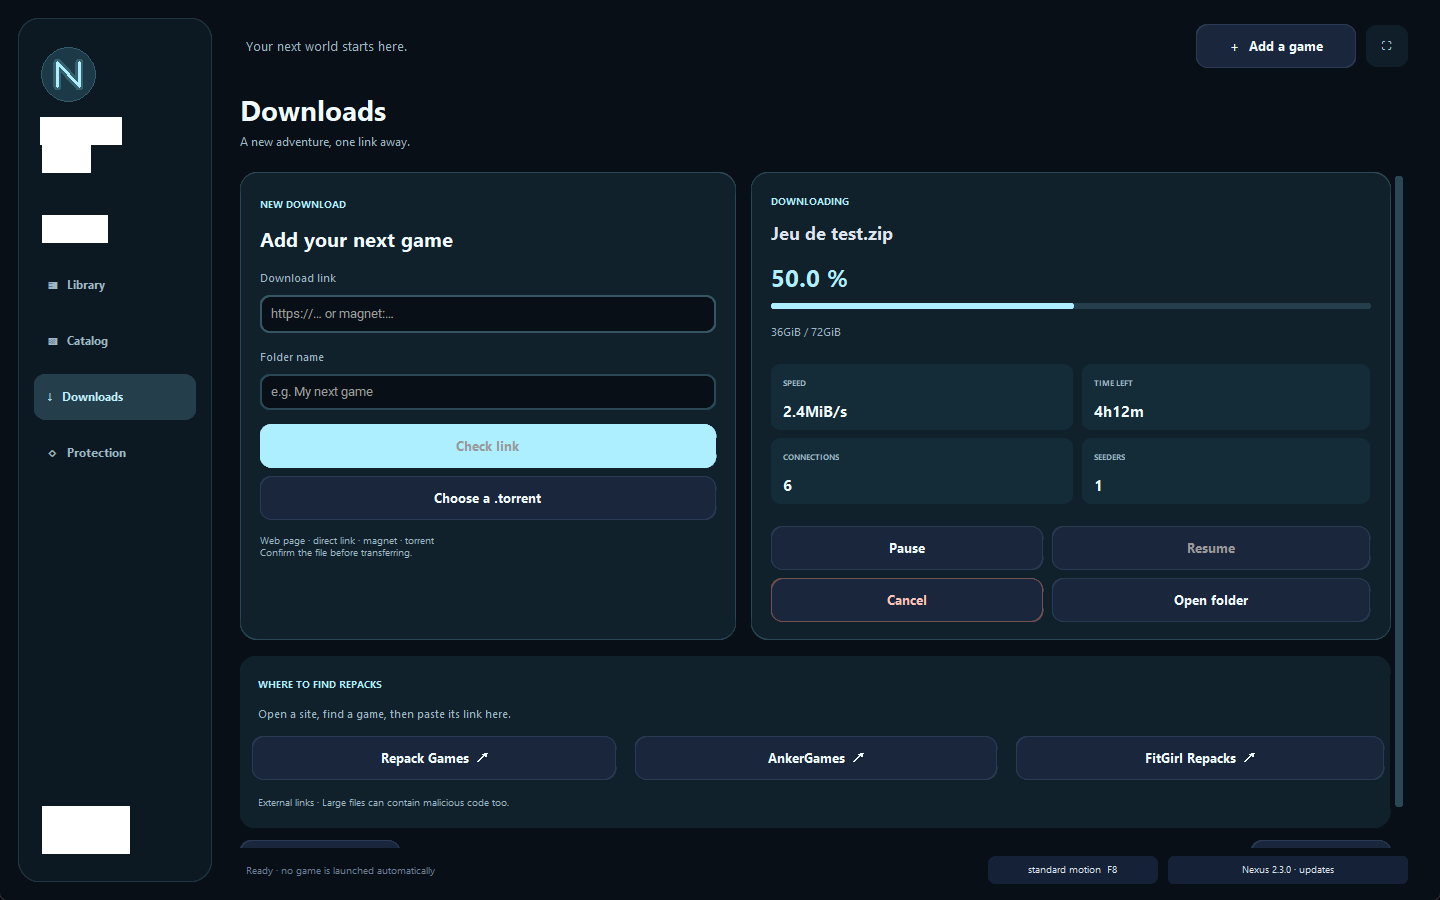 N
Your next world starts here.
+ Add a game
Downloads
A new adventure, one link away.
Library
Catalog
↓ Downloads
Protection
NEW DOWNLOAD
Add your next game
Download link
https://... or magnet:...
Folder name
e.g. My next game
Check link
Choose a .torrent
Web page · direct link · magnet · torrent
Confirm the file before transferring.
DOWNLOADING
Jeu de test.zip
50.0 %
36GiB / 72GiB
SPEED
2.4MiB/s
TIME LEFT
4h12m
CONNECTIONS
6
SEEDERS
1
Pause
Resume
Cancel
Open folder
WHERE TO FIND REPACKS
Open a site, find a game, then paste its link here.
Repack Games ↗
AnkerGames ↗
FitGirl Repacks ↗
External links · Large files can contain malicious code too.
Ready · no game is launched automatically
standard motion F8
Nexus 2.3.0 · updates